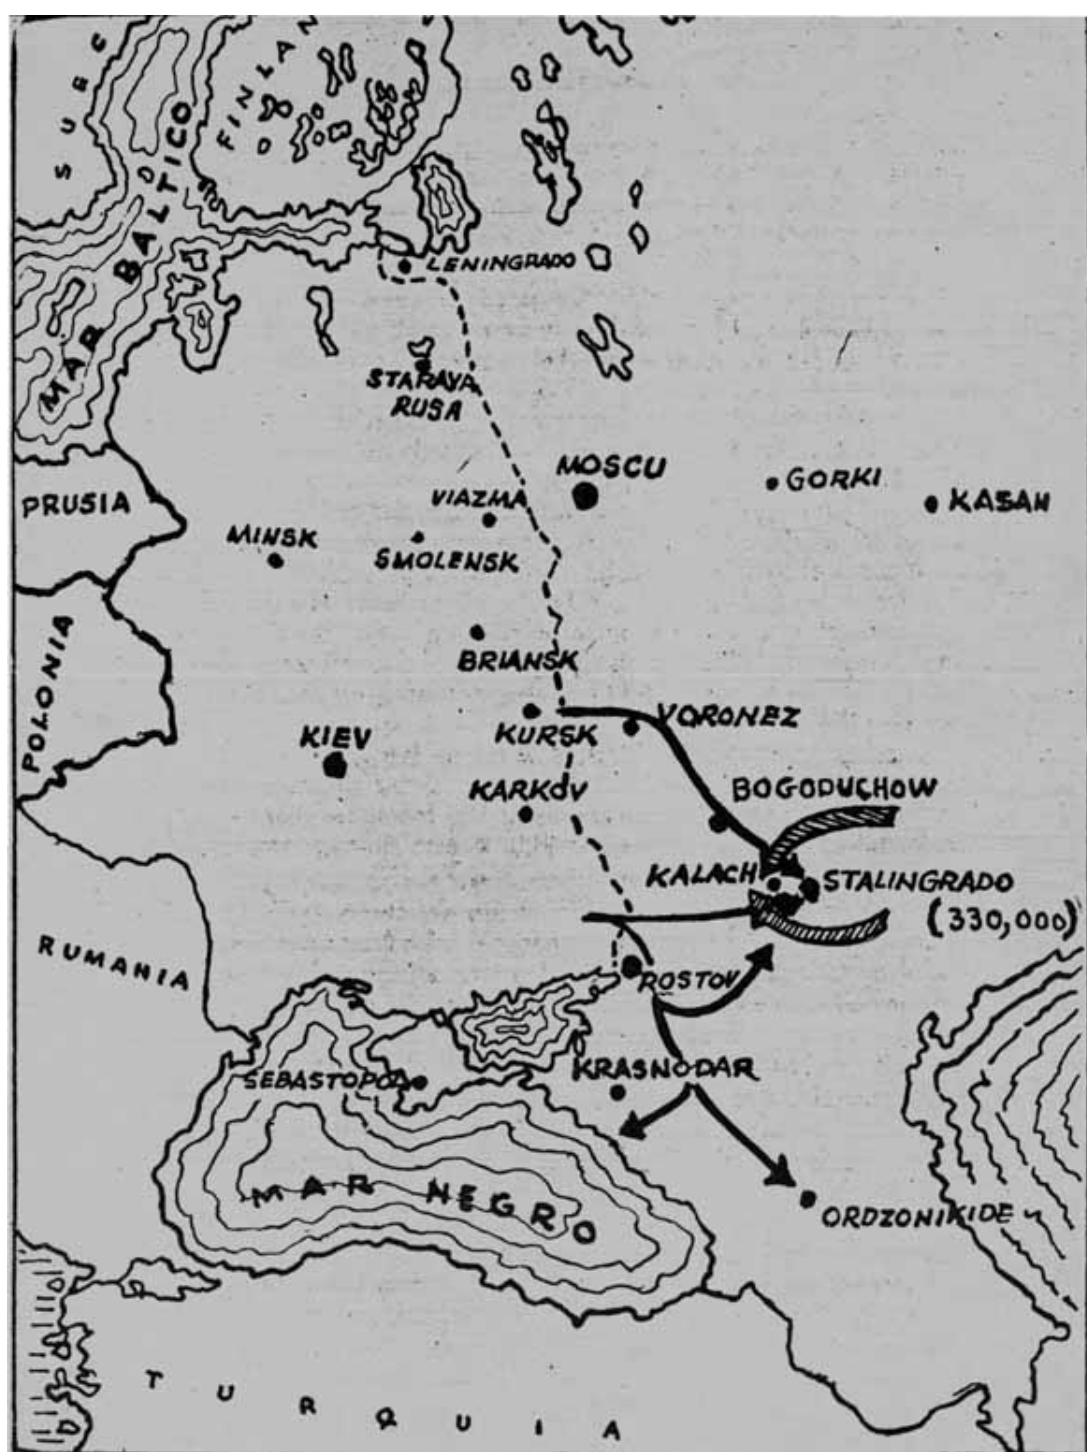 SUEC
FINLAN
MAR BALTICO
LENINGRADO
STARAYA
RUSA
MOSCU
GORKI
KASAN
PRUSIA
VIAZMA
MINSK
SMOLENSK
BRIANSK
POLONIA
KIEV
KURSK
VORONEZ
KARKOV
BOGODUCHOW
KALACH
STALINGRADO
(330,000)
RUMANIA
ROSTOV
SEBASTOPOL
KRASNODAR
MAR NEGRO
ORDZONIKIDE
TURQUIA